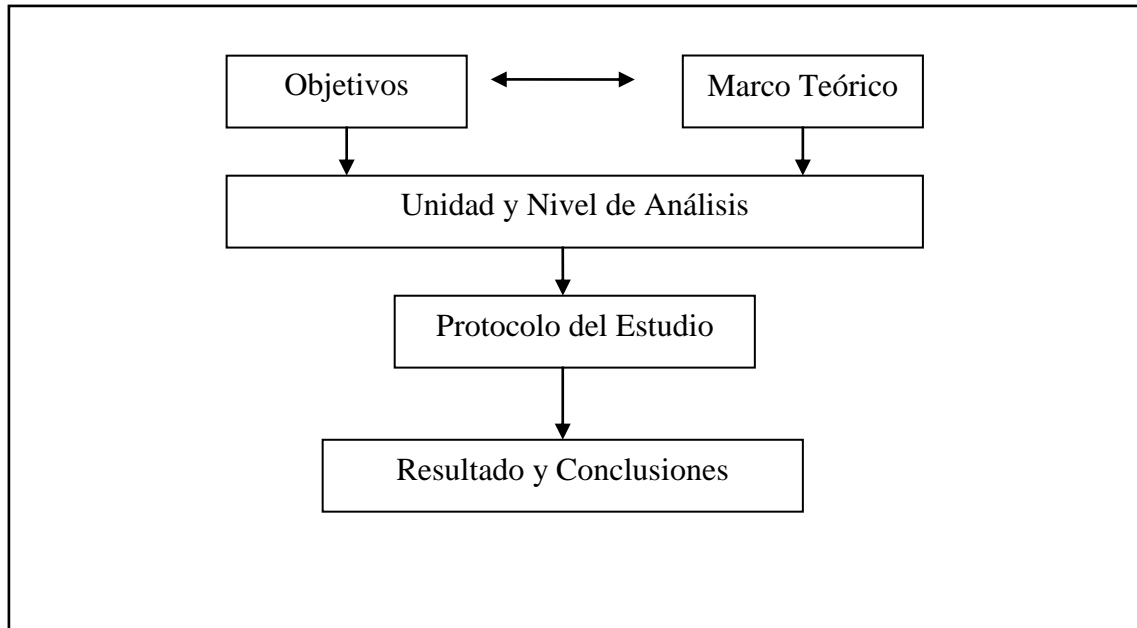 Objetivos
Marco Teórico
Unidad y Nivel de Análisis
Protocolo del Estudio
Resultado y Conclusiones